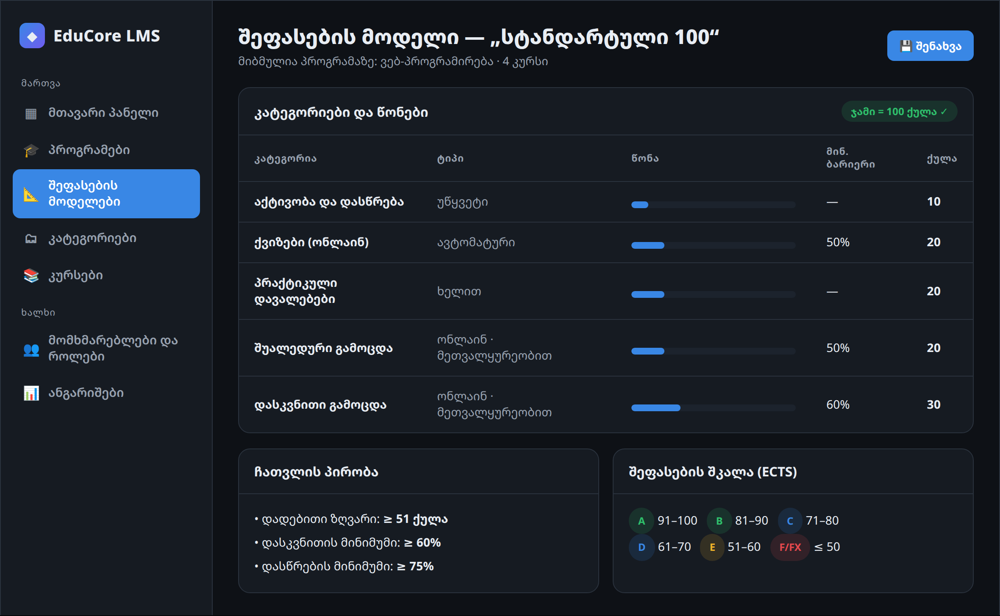 EduCore LMS
მართვა
მთავარი პანელი
პროგრამები
შეფასების
მოდელები
კატეგორიები
კურსები
ხალხი
მომხმარებლები და
როლები
ანგარიშები
შეფასების მოდელი — „სტანდარტული 100“
მიბმულია პროგრამაზე: ვებ-პროგრამირება · 4 კურსი
💾 შენახვა
კატეგორიები და წონები
ჯამი = 100 ქულა ✓
კატეგორია ტიპი წონა მინ. ბარიერი ქულა
აქტივობა და დასწრება უწყვეტი — 10
ქვიზები (ონლაინ) ავტომატური 50% 20
პრაქტიკული
დავალებები ხელით — 20
შუალედური გამოცდა ონლაინ ·
მეთვალყურეობით 50% 20
დასკვნითი გამოცდა ონლაინ ·
მეთვალყურეობით 60% 30
ჩათვლის პირობა
• დადებითი ზღვარი: ≥ 51 ქულა
• დასკვნითის მინიმუმი: ≥ 60%
• დასწრების მინიმუმი: ≥ 75%
შეფასების შკალა (ECTS)
A 91–100 B 81–90 C 71–80
D 61–70 E 51–60 F/FX ≤ 50